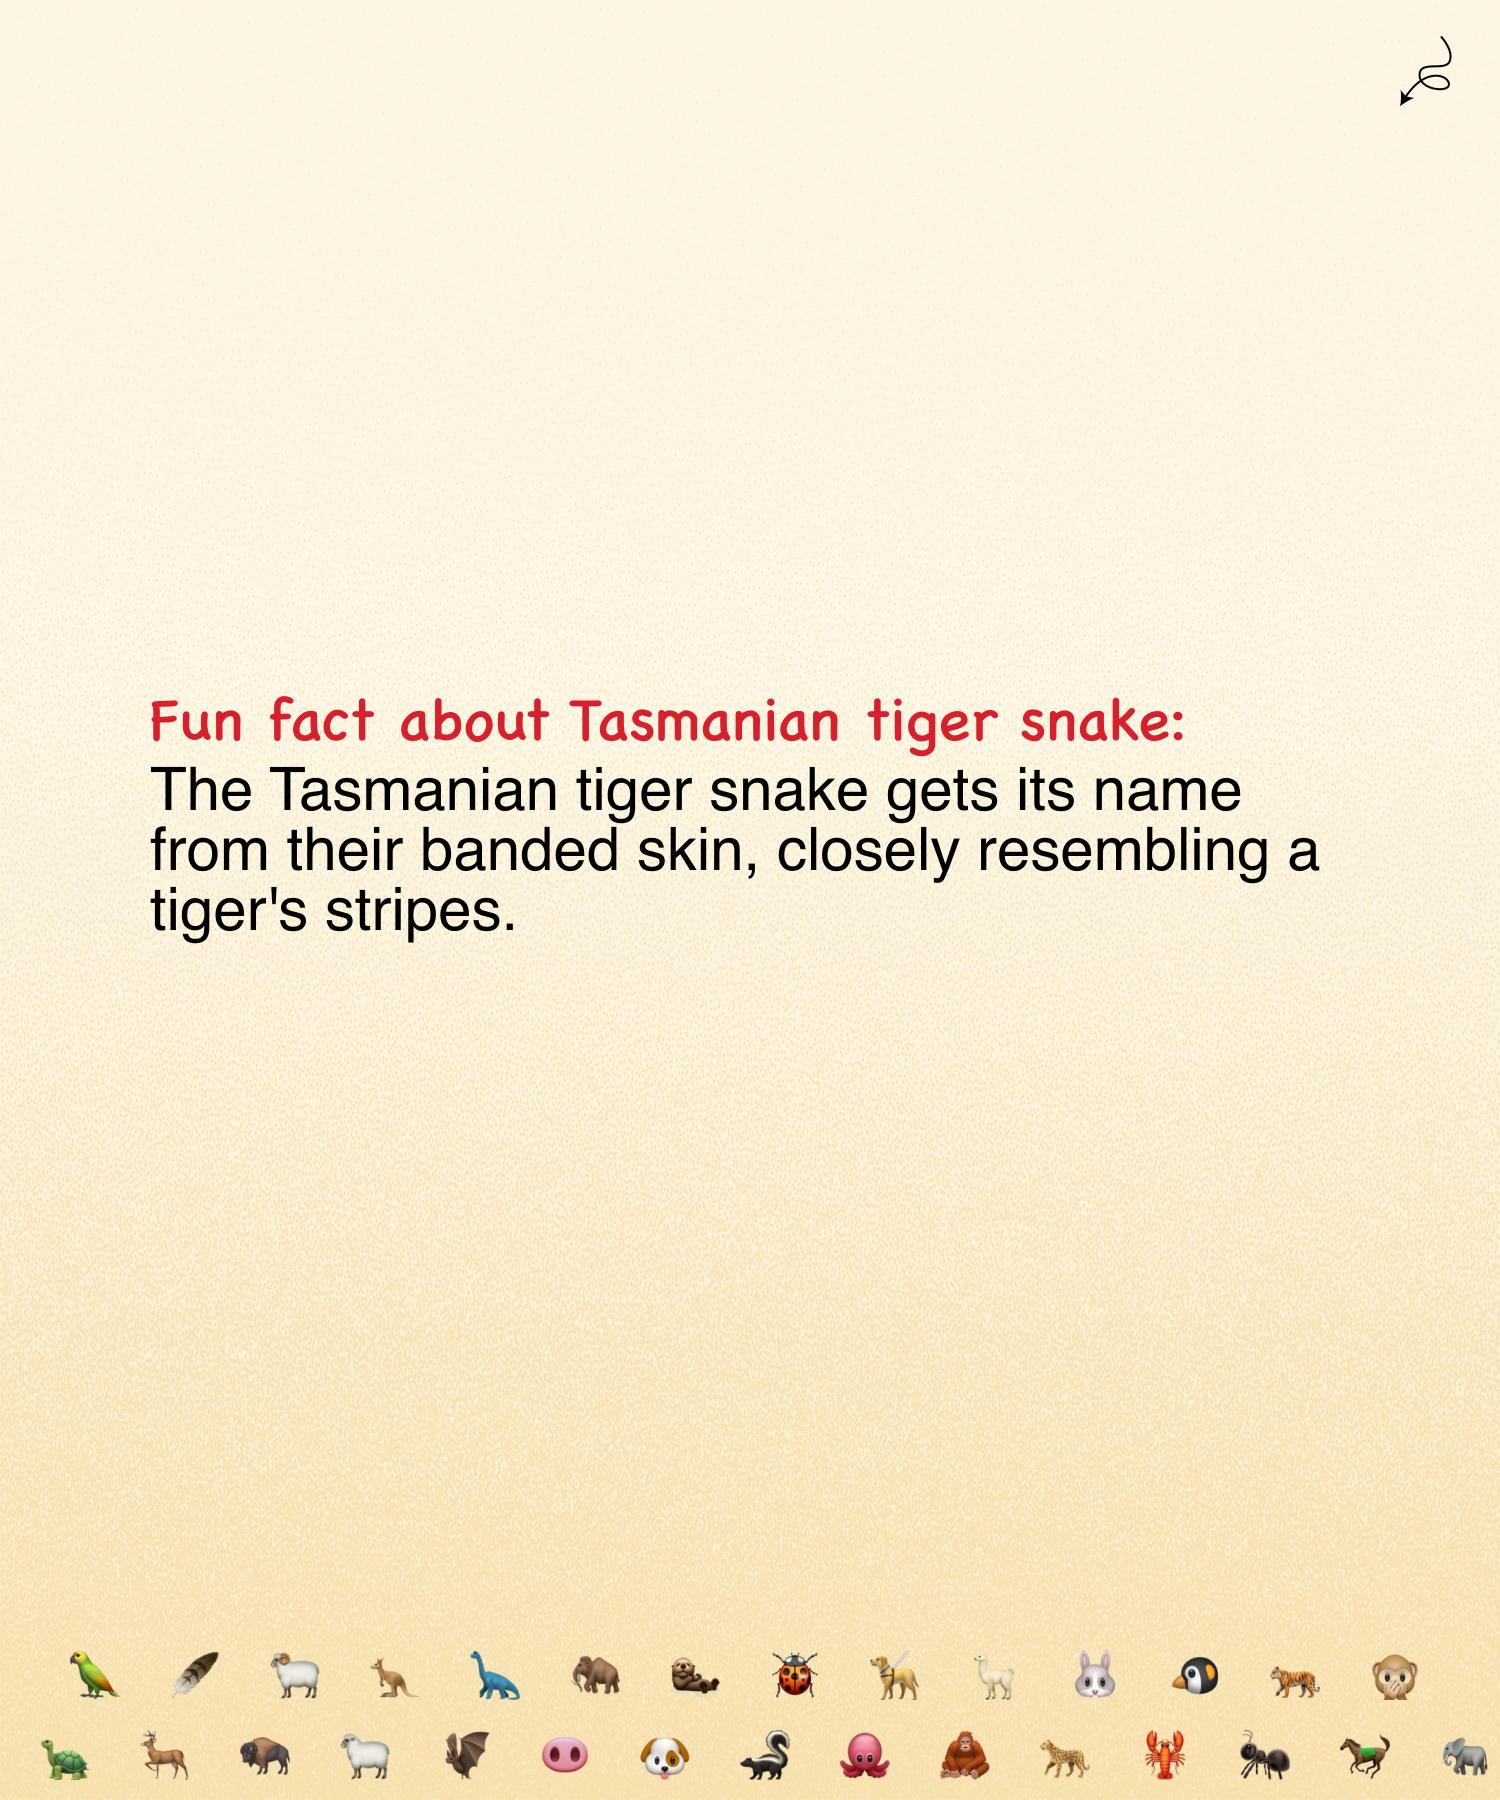 Fun fact about Tasmanian tiger snake:
The Tasmanian tiger snake gets its name
from their banded skin, closely resembling a
tiger's stripes.